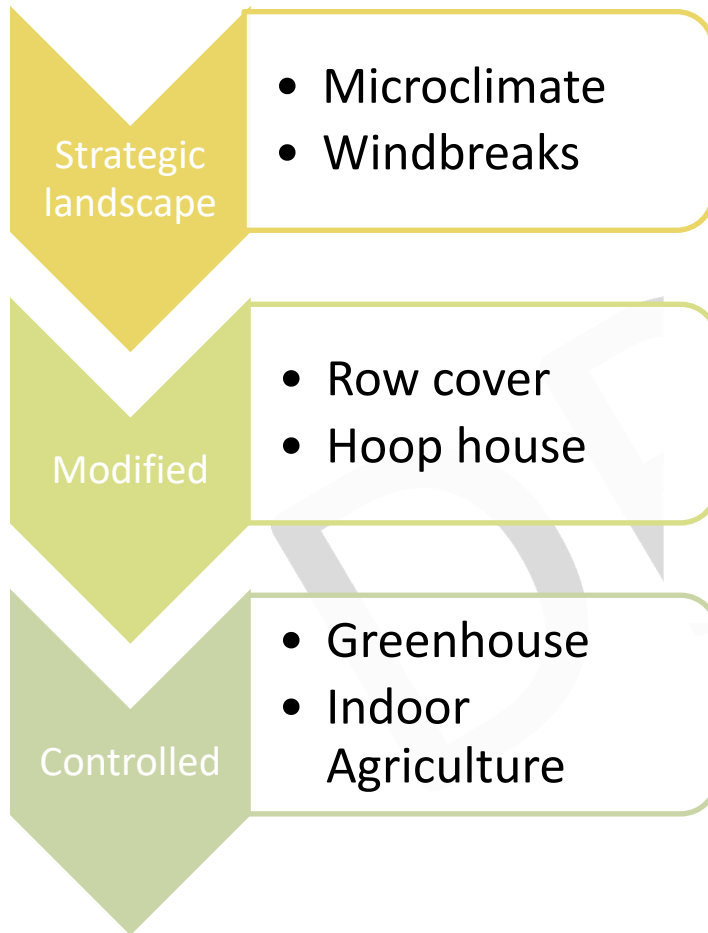 Strategic
landscape
• Microclimate
• Windbreaks
Modified
• Row cover
• Hoop house
Controlled
• Greenhouse
• Indoor
Agriculture